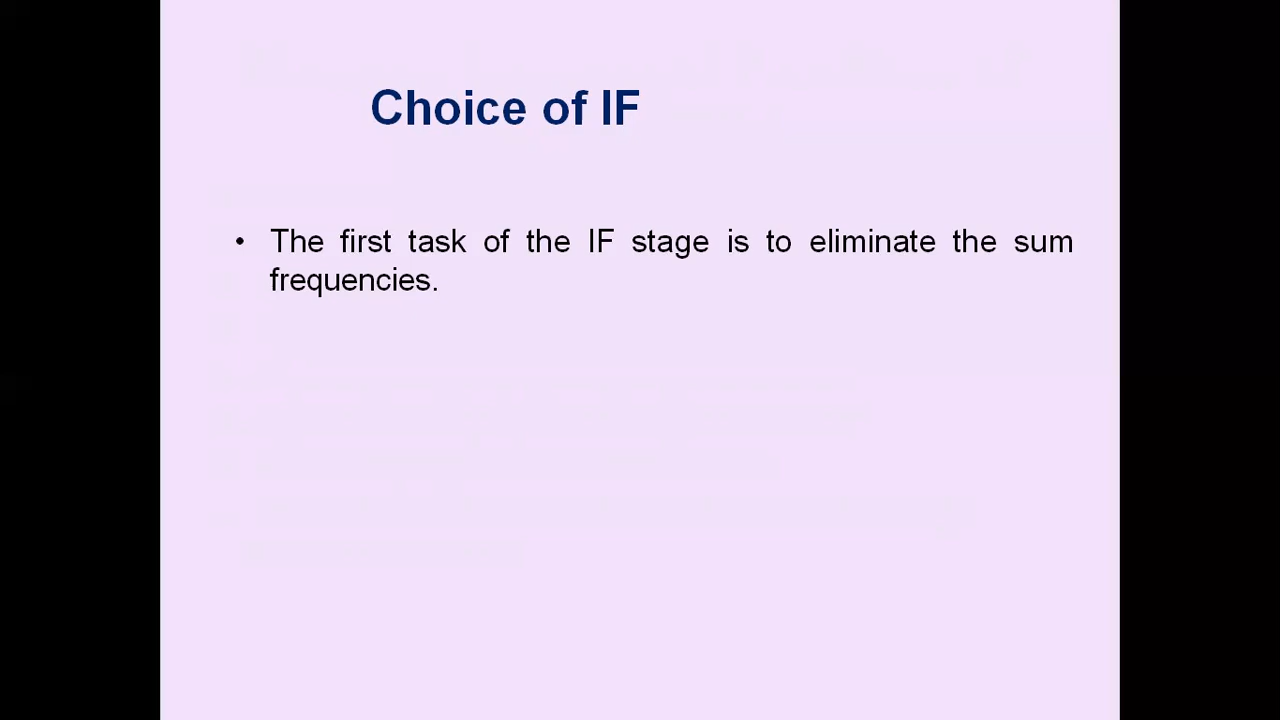 Choice of IF
• The first task of the IF stage is to eliminate the sum
frequencies.